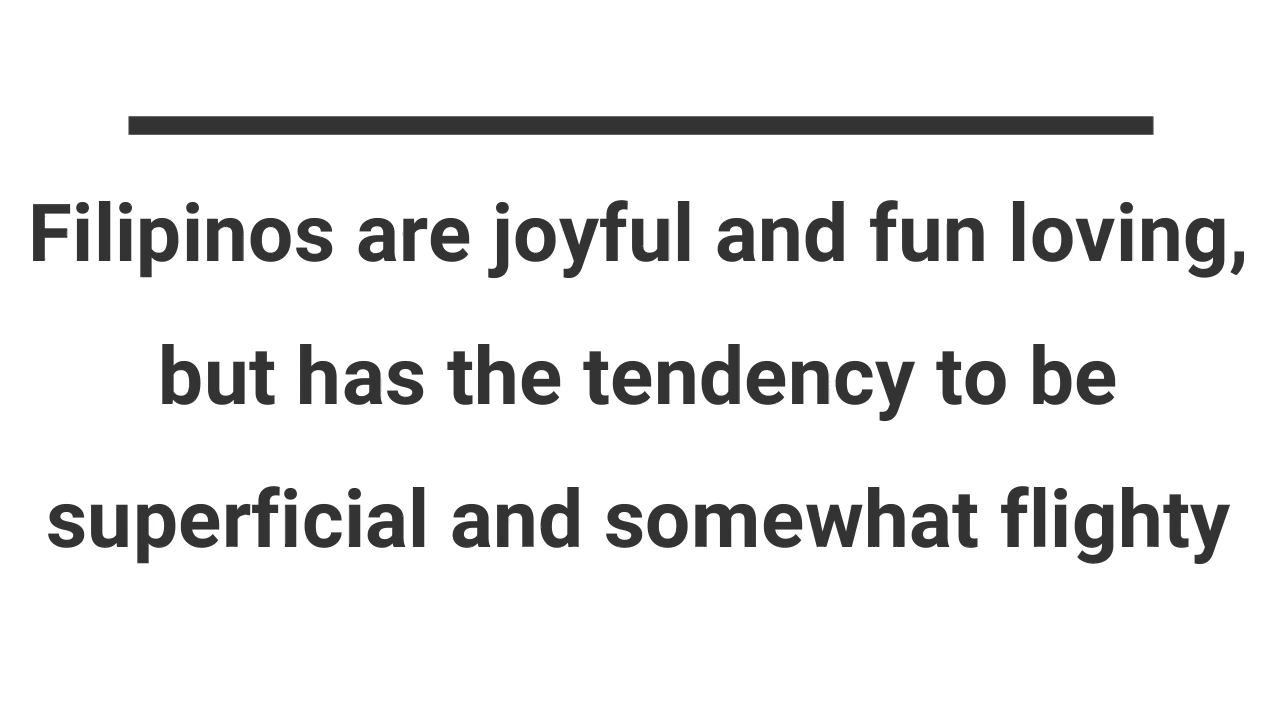 Filipinos are joyful and fun loving,
but has the tendency to be
superficial and somewhat flighty